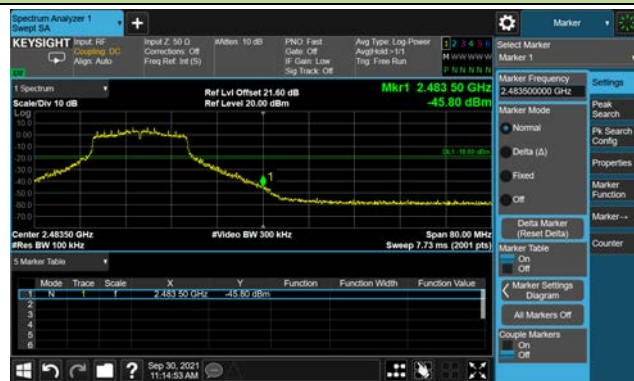 Spectrum Analyzer 1
Swept SA
Marker
KEYSIGHT
Input: RF
Coupling: DC
Align: Auto
Input Z: 50 Ω
Corrections: Off
Freq Ref: Int (S)
#Atten: 10 dB
PNO: Fast
Gate: Off
IF Gain: Low
Sig Track: Off
Avg Type: Log-Power
Avg|Hold:>1/1
Trig: Free Run
1 2 3 4 5 6
M W W W W W
P N N N N N
Select Marker
Marker 1
1 Spectrum
Scale/Div 10 dB
Ref Lvl Offset 21.60 dB
Ref Level 20.00 dBm
Mkr1 2.483 50 GHz
-45.80 dBm
Log
10.0
0.00
-10.0
-20.0
-30.0
-40.0
-50.0
-60.0
-70.0
1
Center 2.48350 GHz
#Res BW 100 kHz
#Video BW 300 kHz
Span 80.00 MHz
Sweep 7.73 ms (2001 pts)
5 Marker Table
Mode Trace Scale X Y Function Function Width Function Value
1 N 1 f 2.483 50 GHz -45.80 dBm
2
3
4
5
6
Marker Frequency
2.483500000 GHz
Marker Mode
Normal
Delta (Δ)
Fixed
Off
Delta Marker
(Reset Delta)
Marker Table
On
Off
Marker Settings
Diagram
All Markers Off
Couple Markers
On
Off
Settings
Peak
Search
Pk Search
Config
Properties
Marker
Function
Marker→
Counter
Sep 30, 2021
11:14:53 AM